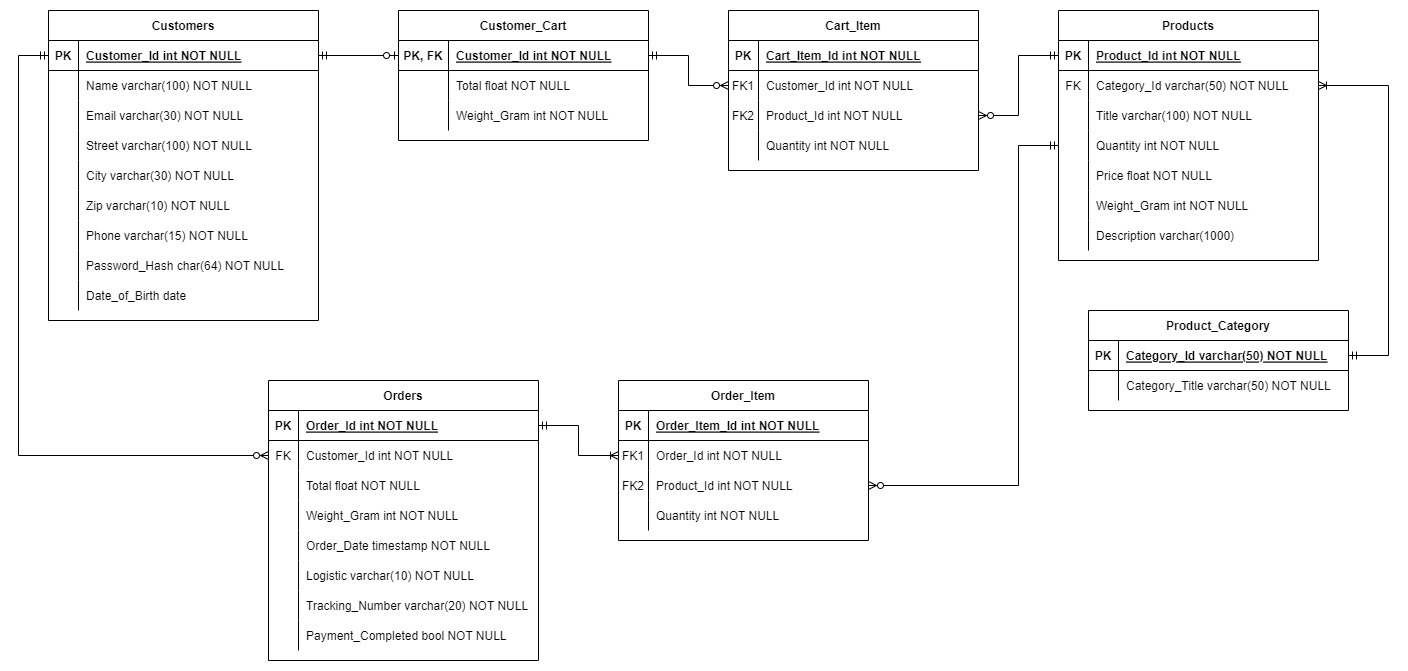 Customers
PK Customer_Id int NOT NULL
Name varchar(100) NOT NULL
Email varchar(30) NOT NULL
Street varchar(100) NOT NULL
City varchar(30) NOT NULL
Zip varchar(10) NOT NULL
Phone varchar(15) NOT NULL
Password_Hash char(64) NOT NULL
Date_of_Birth date
Customer_Cart
PK, FK Customer_Id int NOT NULL
Total float NOT NULL
Weight_Gram int NOT NULL
Cart_Item
PK Cart_Item_Id int NOT NULL
FK1 Customer_Id int NOT NULL
FK2 Product_Id int NOT NULL
Quantity int NOT NULL
Products
PK Product_Id int NOT NULL
FK Category_Id varchar(50) NOT NULL
Title varchar(100) NOT NULL
Quantity int NOT NULL
Price float NOT NULL
Weight_Gram int NOT NULL
Description varchar(1000)
Product_Category
PK Category_Id varchar(50) NOT NULL
Category_Title varchar(50) NOT NULL
Orders
PK Order_Id int NOT NULL
FK Customer_Id int NOT NULL
Total float NOT NULL
Weight_Gram int NOT NULL
Order_Date timestamp NOT NULL
Logistic varchar(10) NOT NULL
Tracking_Number varchar(20) NOT NULL
Payment_Completed bool NOT NULL
Order_Item
PK Order_Item_Id int NOT NULL
FK1 Order_Id int NOT NULL
FK2 Product_Id int NOT NULL
Quantity int NOT NULL